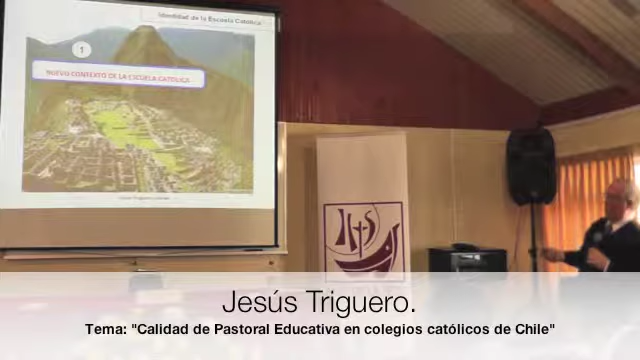 Identidad de la Escuela Católica
1
NUEVO CONTEXTO DE LA ESCUELA CATOLICA
Jesús Triguero.
Tema: "Calidad de Pastoral Educativa en colegios católicos de Chile"